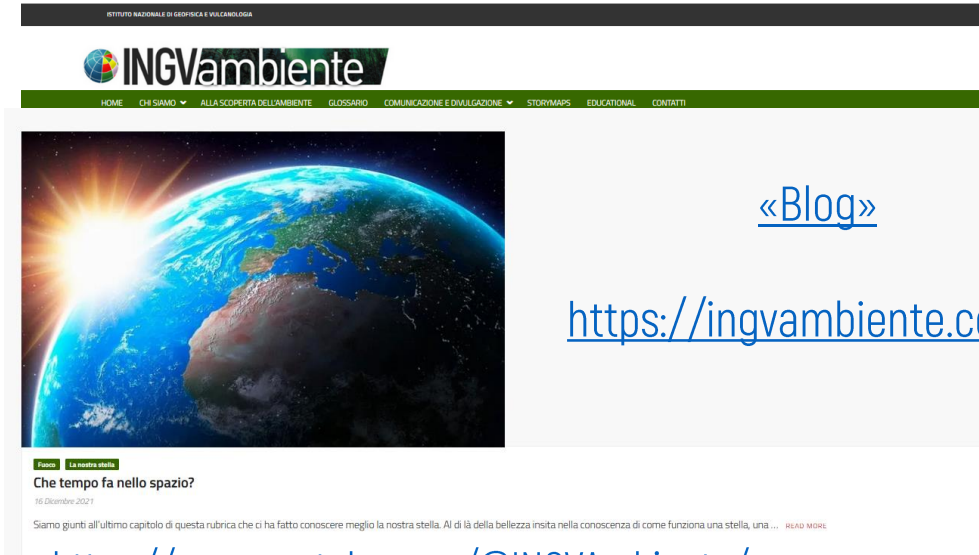 ISTITUTO NAZIONALE DI GEOFISICA E VULCANOLOGIA
INGVambiente
HOME CHI SIAMO ALLA SCOPERTA DELL'AMBIENTE GLOSSARIO COMUNICAZIONE E DIVULGAZIONE STORYMAPS EDUCATIONAL CONTATTI
«Blog»
https://ingvambiente.co
Fuoco La nostra stella
Che tempo fa nello spazio?
16 Dicembre 2021
Siamo giunti all'ultimo capitolo di questa rubrica che ci ha fatto conoscere meglio la nostra stella. Al di là della bellezza insita nella conoscenza di come funziona una stella, una ... READ MORE